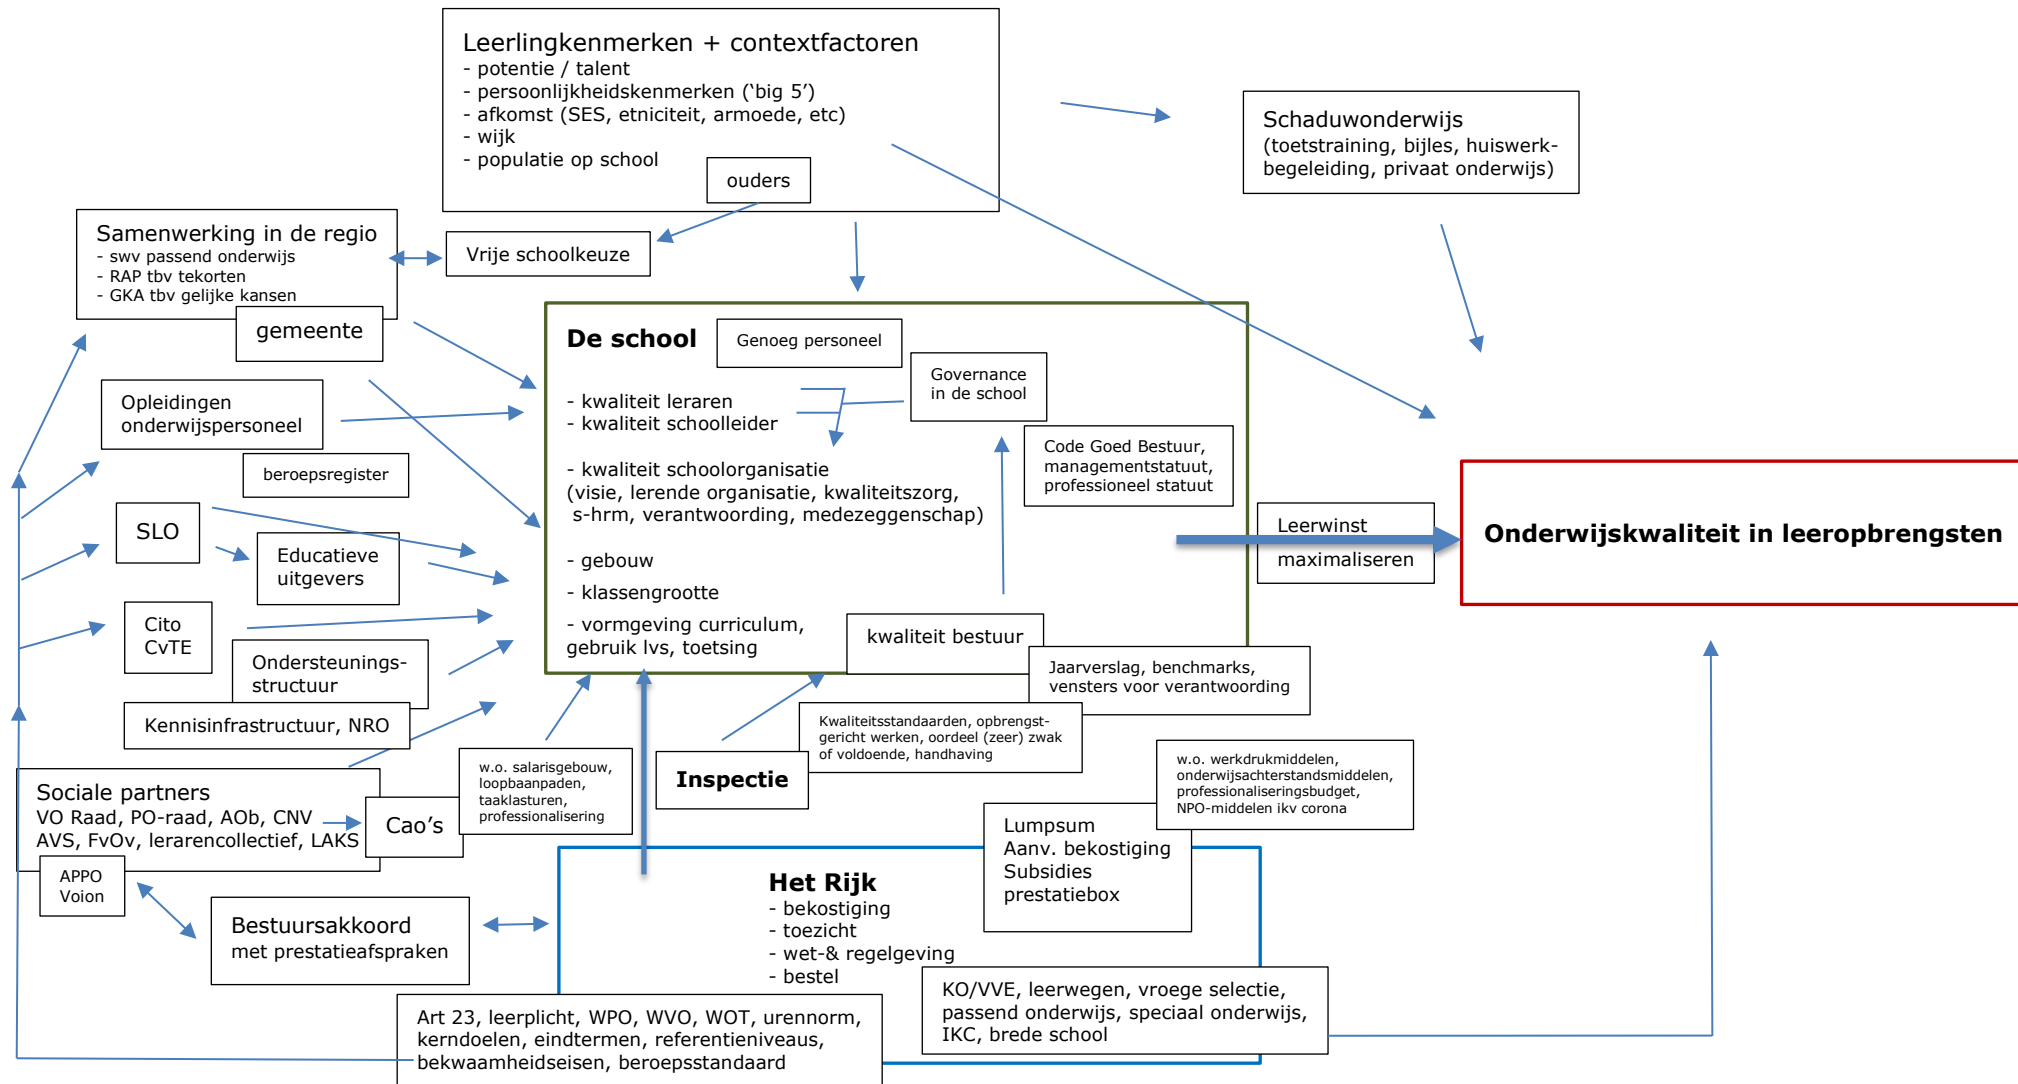 Leerlingkenmerken + contextfactoren
- potentie / talent
- persoonlijkheidskenmerken (‘big 5’)
- afkomst (SES, etniciteit, armoede, etc)
- wijk
- populatie op school
ouders
Schaduwonderwijs
(toetstraining, bijles, huiswerk-
begeleiding, privaat onderwijs)
Samenwerking in de regio
- swv passend onderwijs
- RAP tbv tekorten
- GKA tbv gelijke kansen
gemeente
Vrije schoolkeuze
De school
Genoeg personeel
Governance
in de school
- kwaliteit leraren
- kwaliteit schoolleider
Code Goed Bestuur,
managementstatuut,
professioneel statuut
- kwaliteit schoolorganisatie
(visie, lerende organisatie, kwaliteitszorg,
s-hrm, verantwoording, medezeggenschap)
- gebouw
- klassengrootte
- vormgeving curriculum,
gebruik lvs, toetsing
kwaliteit bestuur
Jaarverslag, benchmarks,
vensters voor verantwoording
Opleidingen
onderwijspersoneel
beroepsregister
SLO
Educatieve
uitgevers
Cito
CvTE
Ondersteunings-
structuur
Kennisinfrastructuur, NRO
Leerwinst
maximaliseren
Onderwijskwaliteit in leeropbrengsten
Kwaliteitsstandaarden, opbrengst-
gericht werken, oordeel (zeer) zwak
of voldoende, handhaving
Inspectie
w.o. salarisgebouw,
loopbaanpaden,
taaklasturen,
professionalisering
Sociale partners
VO Raad, PO-raad, AOb, CNV
AVS, FvOv, lerarencollectief, LAKS
Cao’s
APPO
Voion
Bestuursakkoord
met prestatieafspraken
w.o. werkdrukmiddelen,
onderwijsachterstandsmiddelen,
professionaliseringsbudget,
NPO-middelen ikv corona
Lumpsum
Aanv. bekostiging
Subsidies
prestatiebox
Het Rijk
- bekostiging
- toezicht
- wet-& regelgeving
- bestel
KO/VVE, leerwegen, vroege selectie,
passend onderwijs, speciaal onderwijs,
IKC, brede school
Art 23, leerplicht, WPO, WVO, WOT, urennorm,
kerndoelen, eindtermen, referentieniveaus,
bekwaamheidseisen, beroepsstandaard